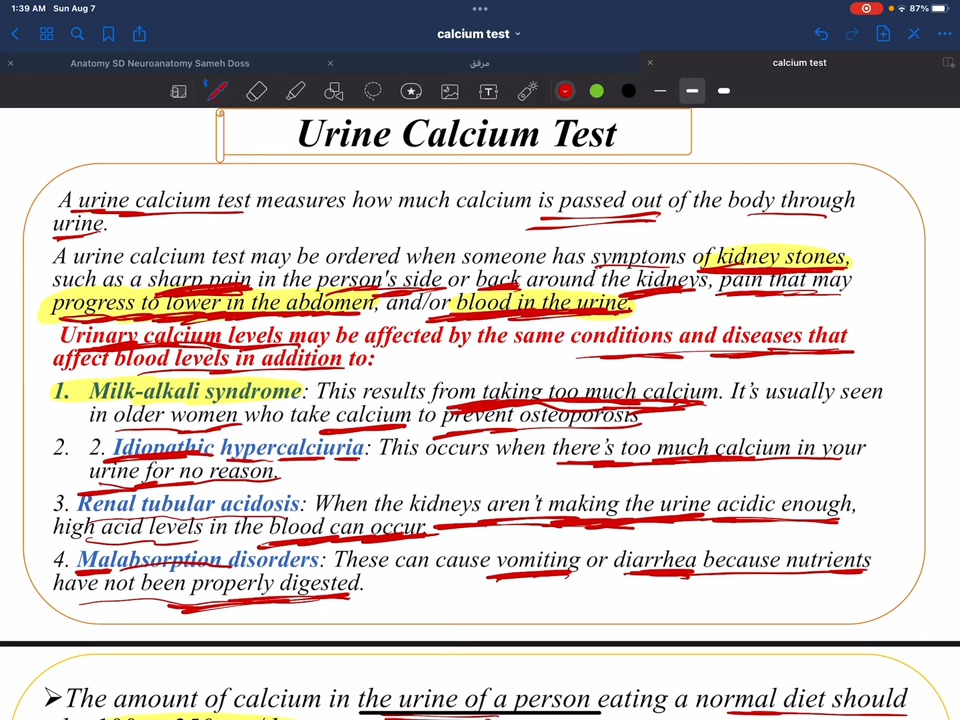 1:39 AM Sun Aug 7
87%
calcium test
Anatomy SD Neuroanatomy Sameh Doss
مرفق
calcium test
Urine Calcium Test
A urine calcium test measures how much calcium is passed out of the body through
urine.
A urine calcium test may be ordered when someone has symptoms of kidney stones,
such as a sharp pain in the person's side or back around the kidneys, pain that may
progress to lower in the abdomen, and/or blood in the urine.
Urinary calcium levels may be affected by the same conditions and diseases that
affect blood levels in addition to:
1. Milk-alkali syndrome: This results from taking too much calcium. It's usually seen
in older women who take calcium to prevent osteoporosis
2. 2. Idiopathic hypercalciuria: This occurs when there's too much calcium in your
urine for no reason.
3. Renal tubular acidosis: When the kidneys aren't making the urine acidic enough,
high acid levels in the blood can occur.
4. Malabsorption disorders: These can cause vomiting or diarrhea because nutrients
have not been properly digested.
➤The amount of calcium in the urine of a person eating a normal diet should